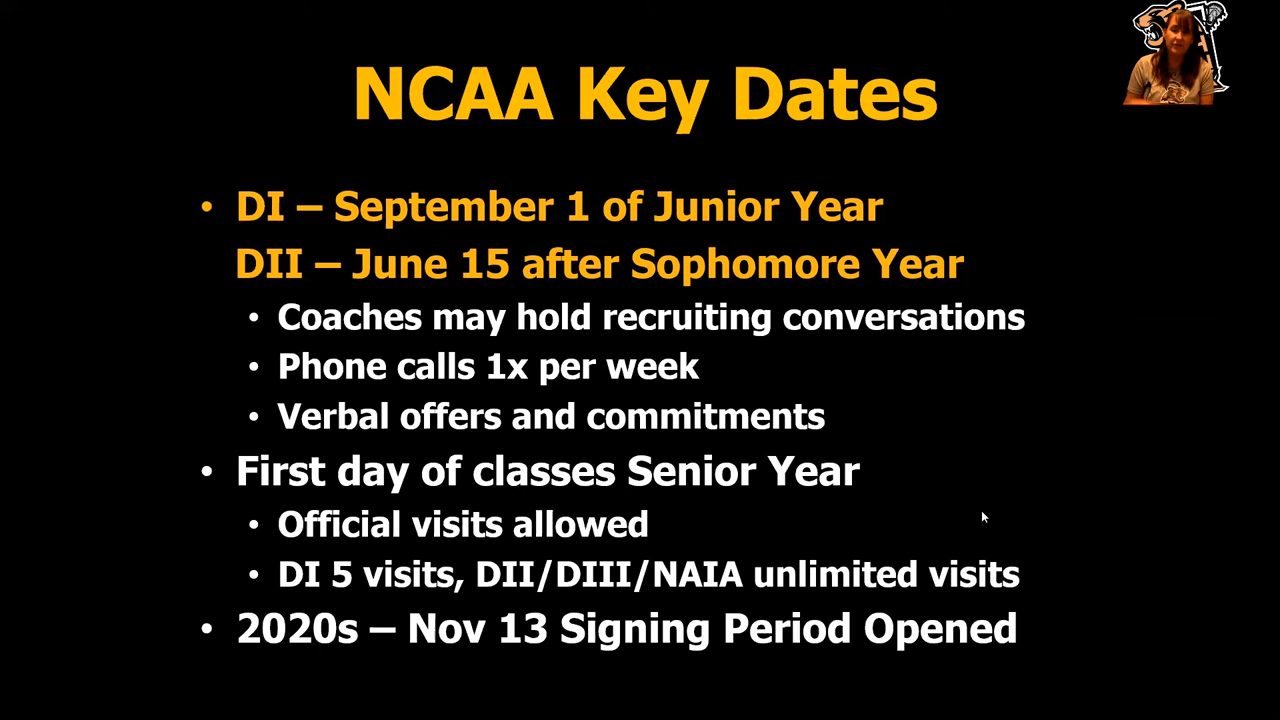 NCAA Key Dates
• DI – September 1 of Junior Year
DII – June 15 after Sophomore Year
• Coaches may hold recruiting conversations
• Phone calls 1x per week
• Verbal offers and commitments
• First day of classes Senior Year
• Official visits allowed
• DI 5 visits, DII/DIII/NAIA unlimited visits
• 2020s – Nov 13 Signing Period Opened